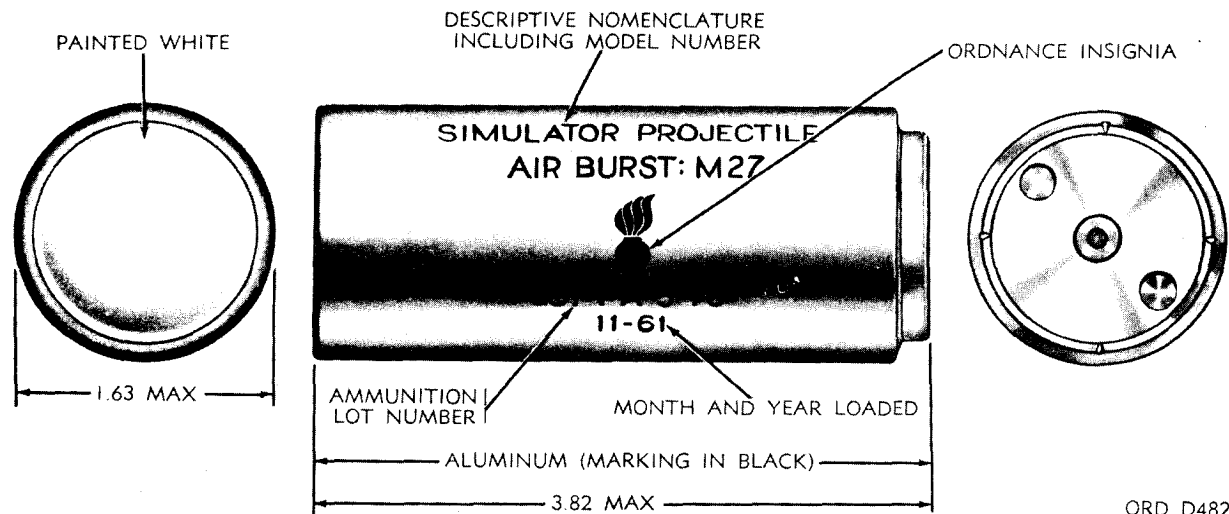 DESCRIPTIVE NOMENCLATURE
INCLUDING MODEL NUMBER
PAINTED WHITE
ORDNANCE INSIGNIA
SIMULATOR PROJECTILE
AIR BURST: M27
11-61
1.63 MAX
AMMUNITION
LOT NUMBER
MONTH AND YEAR LOADED
ALUMINUM (MARKING IN BLACK)
3.82 MAX
ORD D482